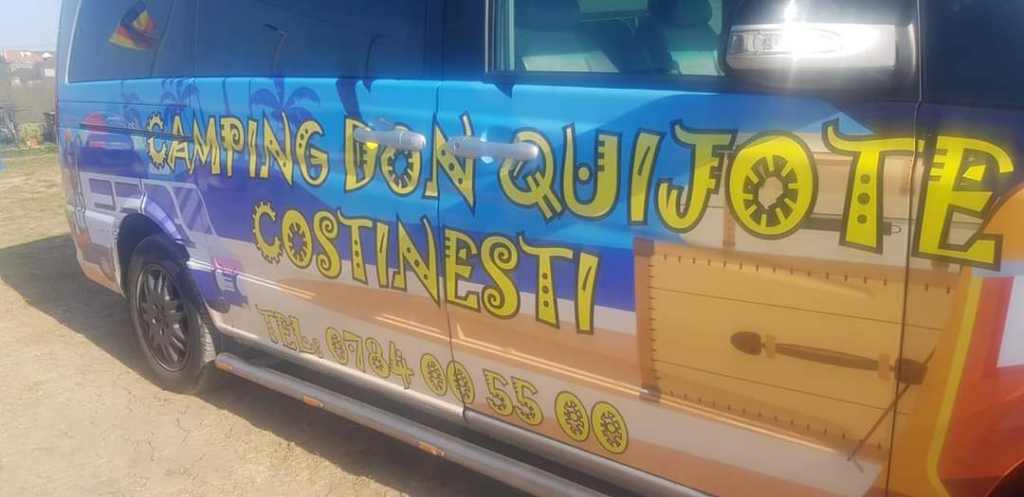 CAMPING DON QUIJOTE
COSTINESTI
TEL. 0784 00 55 00